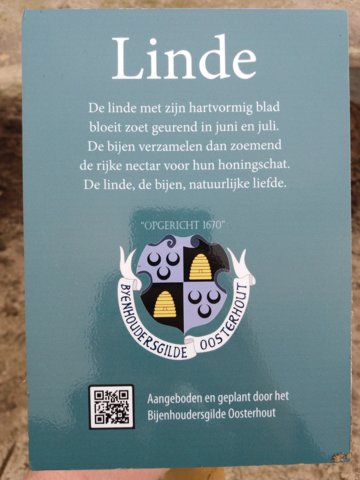 Linde
De linde met zijn hartvormig blad
bloeit zoet geurend in juni en juli.
De bijen verzamelen dan zoemend
de rijke nectar voor hun honingschat.
De linde, de bijen, natuurlijke liefde.
"OPGERICHT 1670"
BYENHOUDERSGILDE OOSTERHOUT
Aangeboden en geplant door het
Bijenhoudersgilde Oosterhout